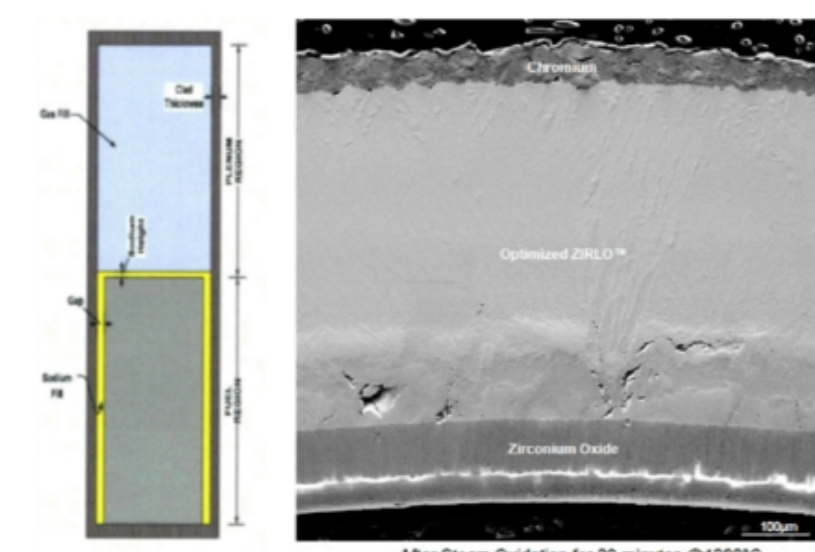 Clad
Thickness
Gas Fill
PLENUM
REGION
Sodium
Height
Gap
Sodium
Fill
FUEL
REGION
Chromium
Optimized ZIRLO™
Zirconium Oxide
100µm
After Steam Oxidation for 20 minutes